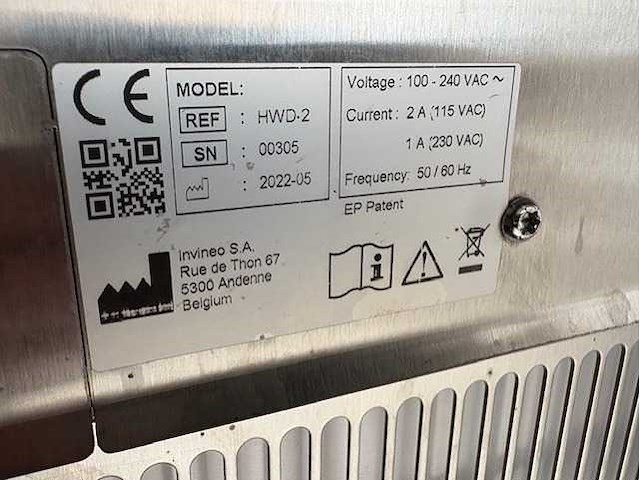 CE
MODEL:
REF : HWD-2
SN : 00305
: 2022-05
Voltage : 100 - 240 VAC ~
Current : 2 A (115 VAC)
1 A (230 VAC)
Frequency: 50 / 60 Hz
EP Patent
Invineo S.A.
Rue de Thon 67
5300 Andenne
Belgium